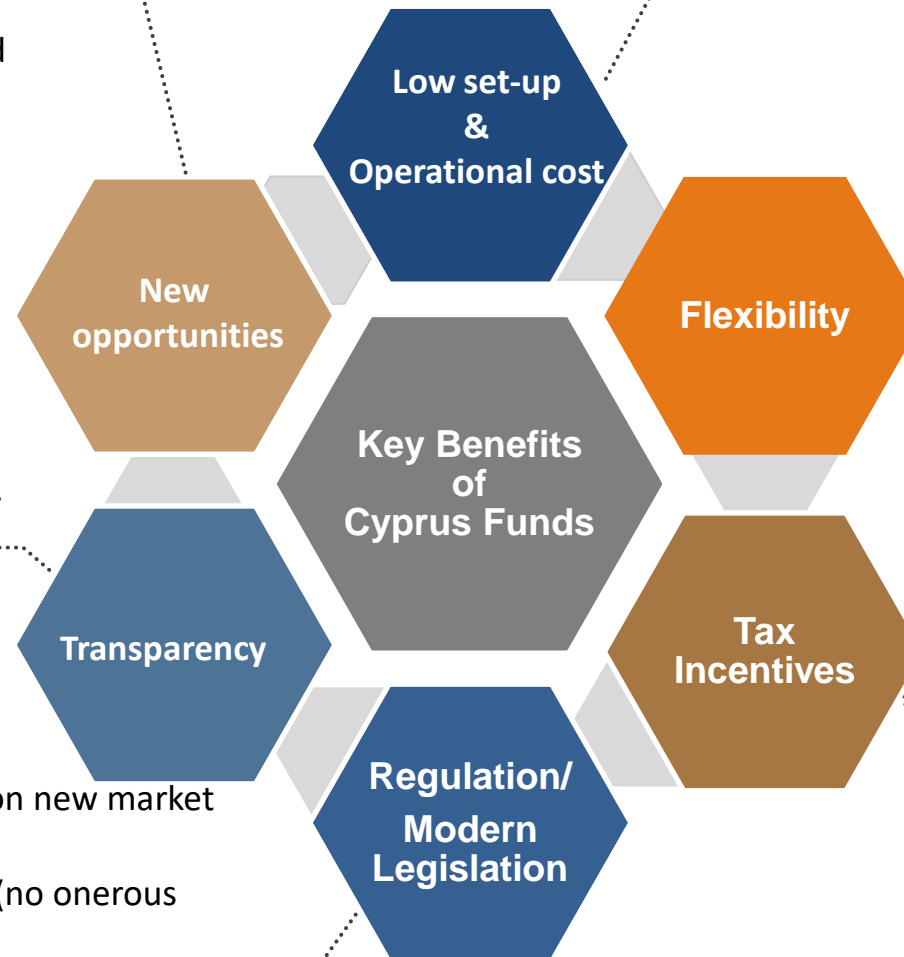 Low set-up
&
Operational cost
New
opportunities
Flexibility
Key Benefits
of
Cyprus Funds
Transparency
Tax
Incentives
Regulation/
Modern
Legislation
on new market
(no onerous